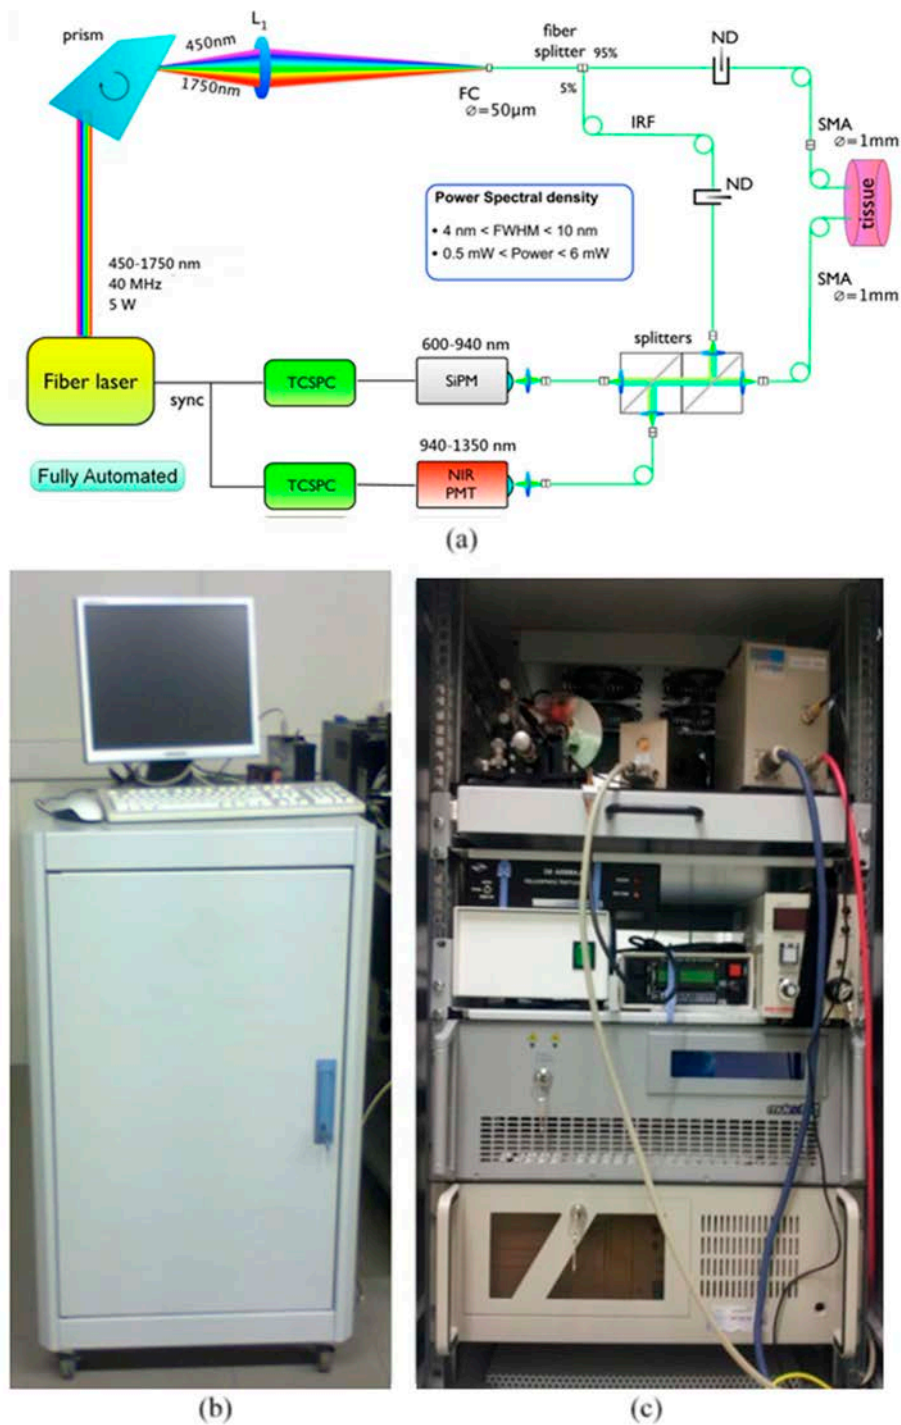 prism
L1
450nm
1750nm
fiber
splitter
95%
5%
FC
∅=50μm
ND
IRF
ND
SMA
∅=1mm
tissue
SMA
∅=1mm
Power Spectral density
• 4 nm < FWHM < 10 nm
• 0.5 mW < Power < 6 mW
450-1750 nm
40 MHz
5 W
Fiber laser
sync
TCSPC
600-940 nm
SiPM
splitters
940-1350 nm
TCSPC
NIR
PMT
Fully Automated
(a)
(b)
(c)